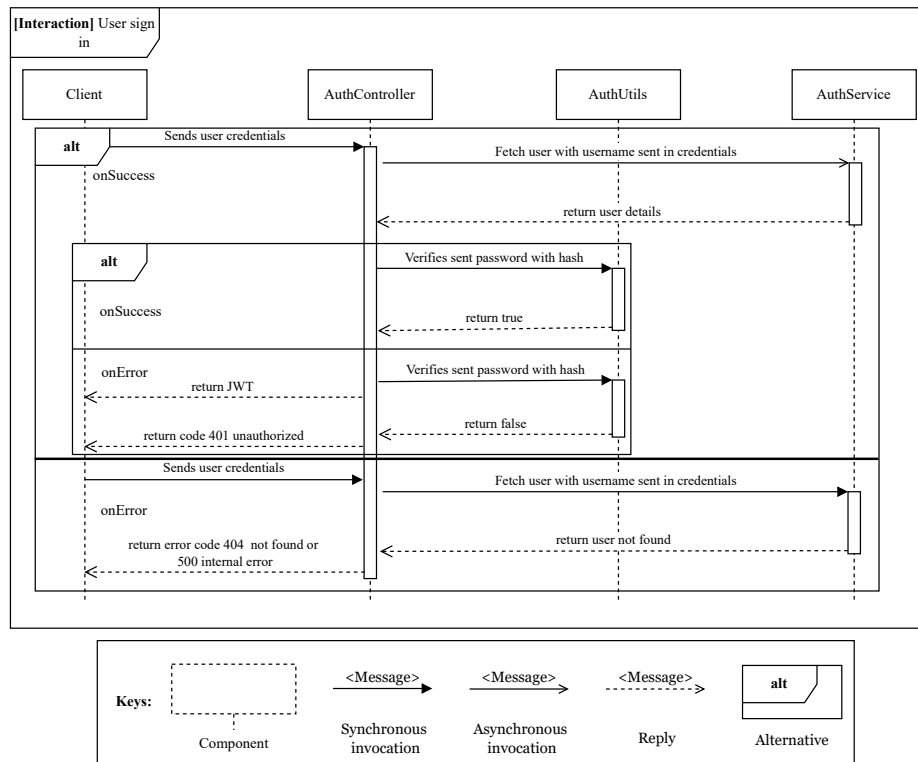 [Interaction] User sign
in
Client
AuthController
AuthUtils
AuthService
alt
Sends user credentials
Fetch user with username sent in credentials
onSuccess
return user details
alt
Verifies sent password with hash
onSuccess
return true
onError
Verifies sent password with hash
return JWT
return false
return code 401 unauthorized
Sends user credentials
Fetch user with username sent in credentials
onError
return user not found
return error code 404 not found or
500 internal error
Keys:
Component
<Message>
Synchronous
invocation
<Message>
Asynchronous
invocation
<Message>
Reply
alt
Alternative